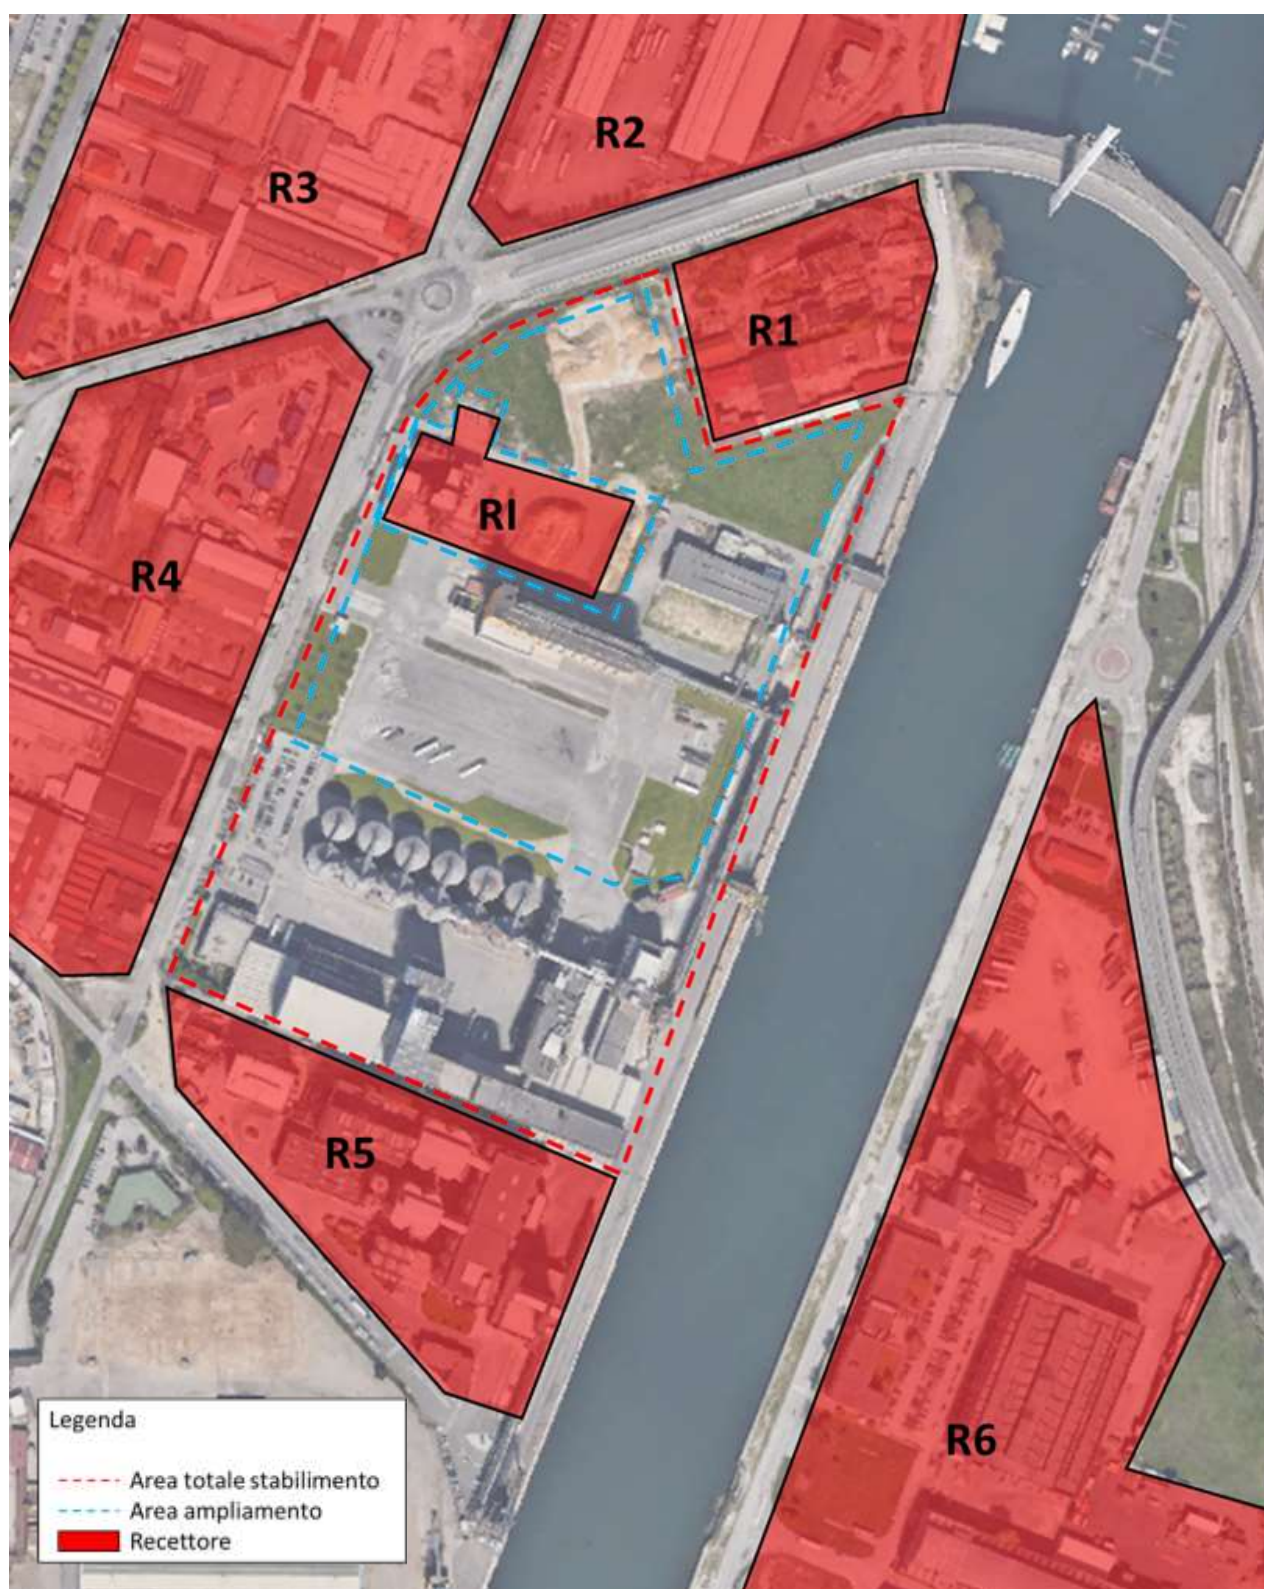 R2
R3
R1
RI
R4
R5
R6
Legenda
Area totale stabilimento
Area ampliamento
Recettore